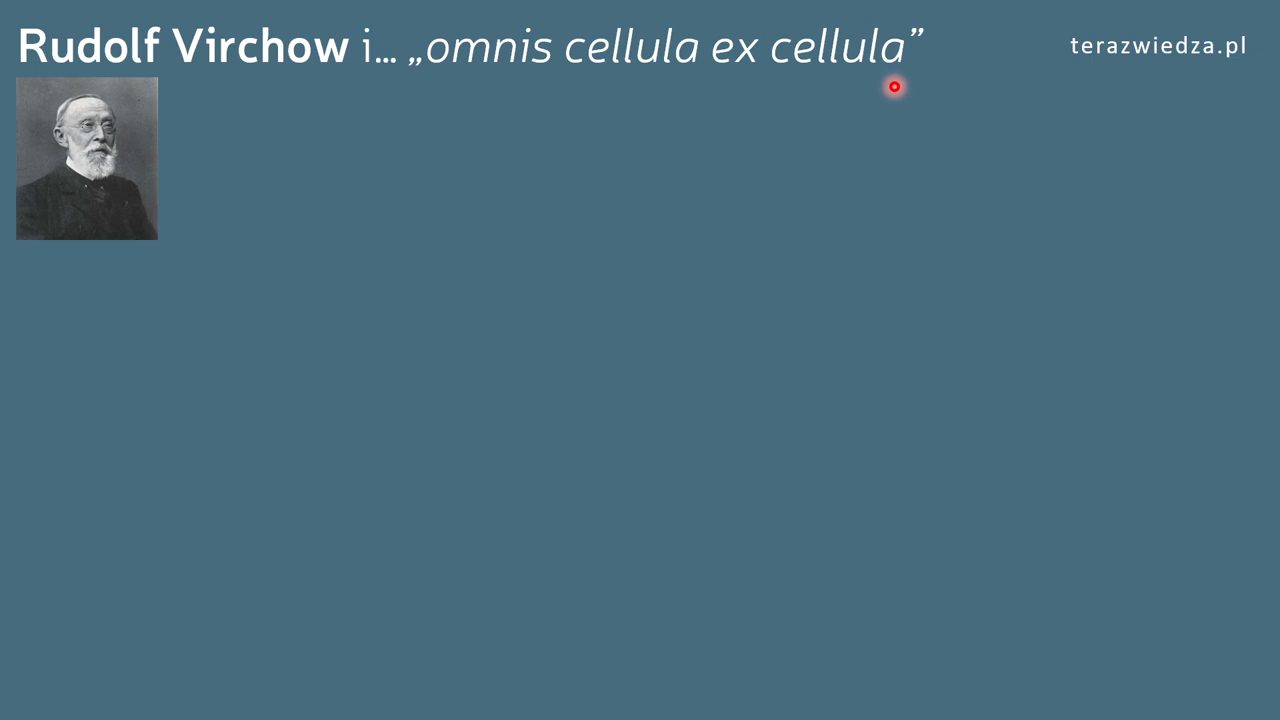 Rudolf Virchow i... „omnis cellula ex cellula”
terazwiedza.pl